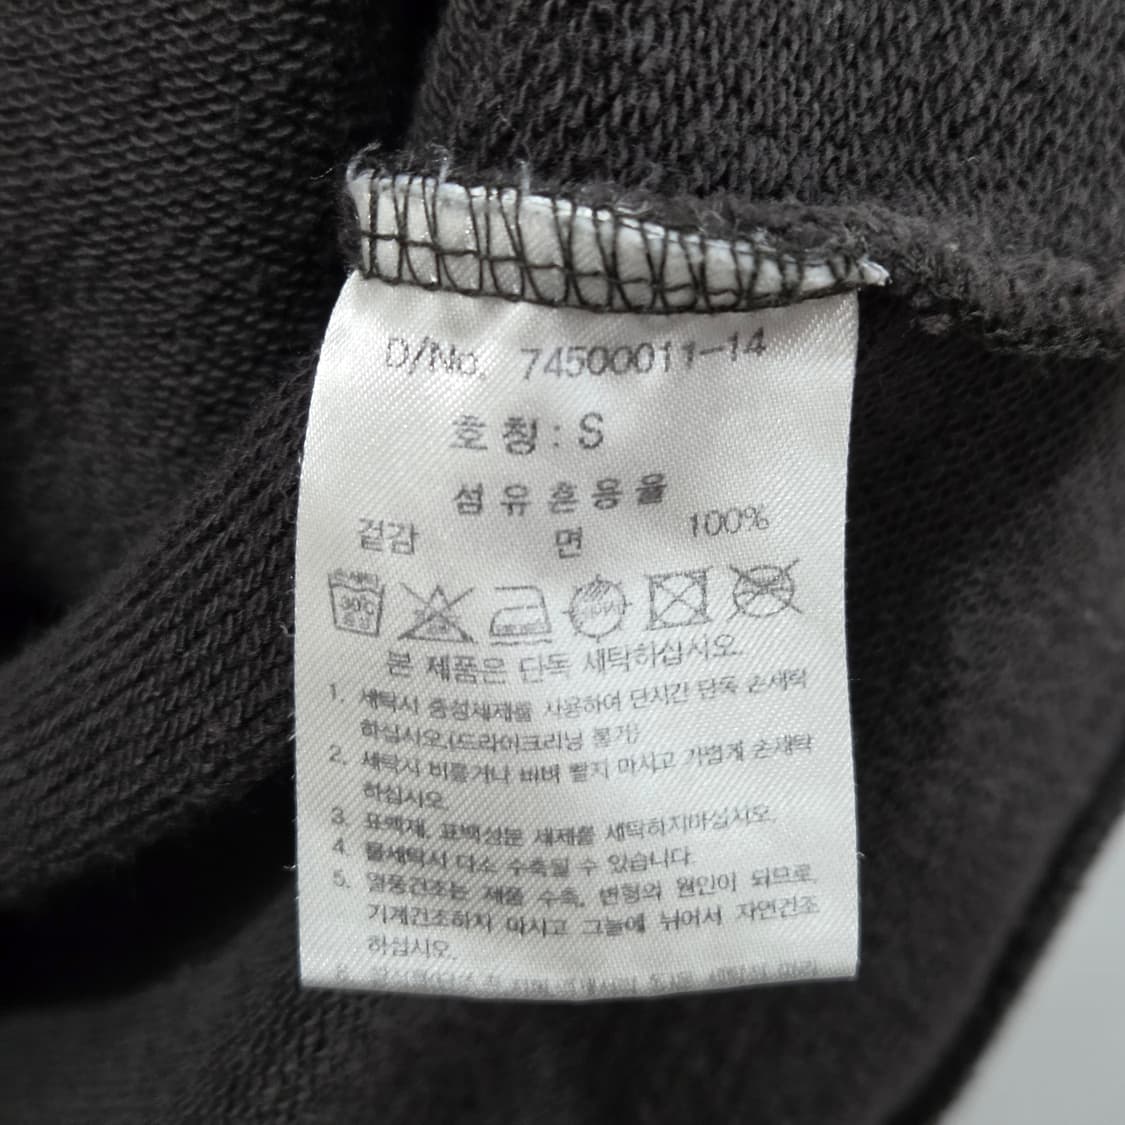 D/No. 74500011-14
호 칭 : S
섬 유 혼 용 율
겉감 면 100%
손세탁
30℃
중성
본 제품은 단독 세탁하십시오.
1. 세탁시 중성세제를 사용하여 단시간 단독 손세탁
하십시오.(드라이크리닝 불가)
2. 세탁시 비틀거나 비벼 빨지 마시고 가볍게 손세탁
하십시오.
3. 표백제, 표백성분 세제를 세탁하지마십시오.
4. 물세탁시 다소 수축될 수 있습니다.
5. 열풍건조는 제품 수축, 변형의 원인이 되므로,
기계건조하지 마시고 그늘에 뉘어서 자연건조
하십시오.